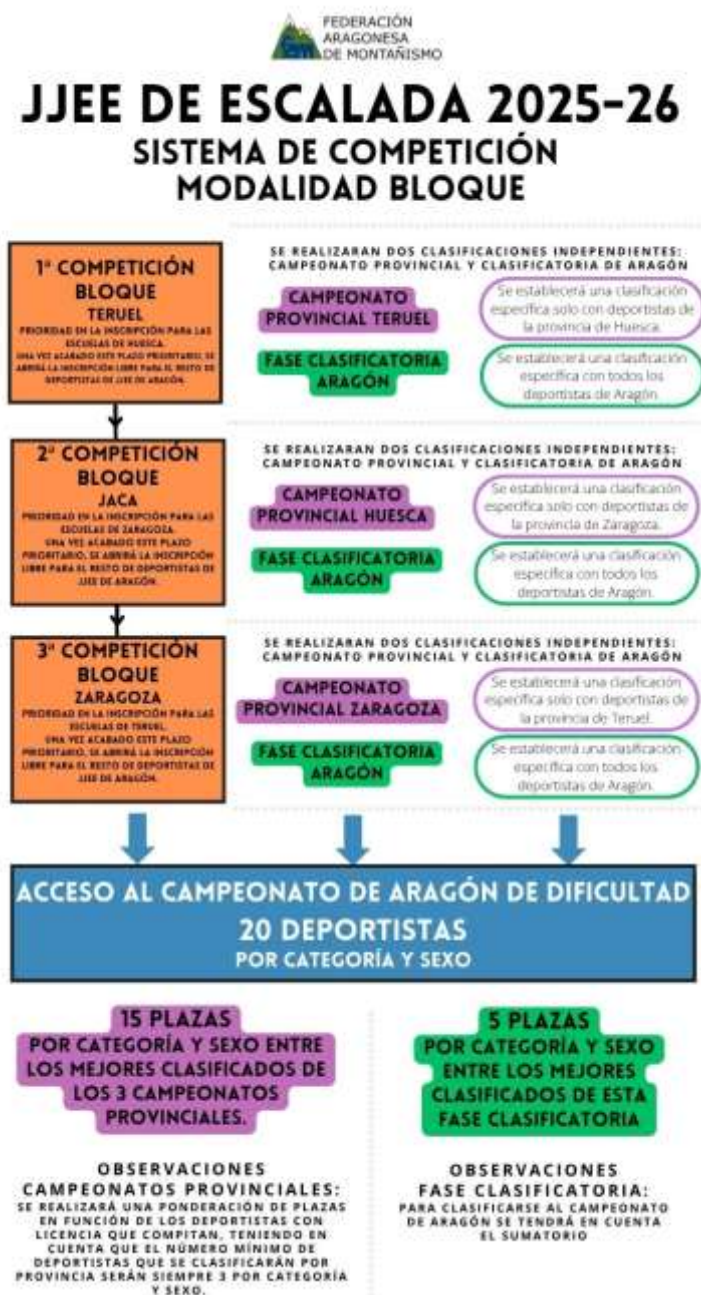 FEDERACIÓN
ARAGONESA
DE MONTAÑISMO
JJEE DE ESCALADA 2025-26
SISTEMA DE COMPETICIÓN
MODALIDAD BLOQUE
1ª COMPETICIÓN
BLOQUE
TERUEL
PRIORIDAD EN LA INSCRIPCIÓN PARA LAS
ESCUELAS DE HUESCA.
UNA VEZ ACABADO ESTE PLAZO PRIORITARIO, SE
ABRIRÁ LA INSCRIPCIÓN LIBRE PARA EL RESTO DE
DEPORTISTAS DE JJEE DE ARAGÓN.
SE REALIZARAN DOS CLASIFICACIONES INDEPENDIENTES:
CAMPEONATO PROVINCIAL Y CLASIFICATORIA DE ARAGÓN
CAMPEONATO
PROVINCIAL TERUEL
Se establecerá una clasificación
específica solo con deportistas de
la provincia de Huesca.
FASE CLASIFICATORIA
ARAGÓN
Se establecerá una clasificación
específica con todos los
deportistas de Aragón.
2ª COMPETICIÓN
BLOQUE
JACA
PRIORIDAD EN LA INSCRIPCIÓN PARA LAS
ESCUELAS DE ZARAGOZA.
UNA VEZ ACABADO ESTE PLAZO
PRIORITARIO, SE ABRIRÁ LA INSCRIPCIÓN
LIBRE PARA EL RESTO DE DEPORTISTAS DE
JJEE DE ARAGÓN.
SE REALIZARAN DOS CLASIFICACIONES INDEPENDIENTES:
CAMPEONATO PROVINCIAL Y CLASIFICATORIA DE ARAGÓN
CAMPEONATO
PROVINCIAL HUESCA
Se establecerá una clasificación
específica solo con deportistas de
la provincia de Zaragoza.
FASE CLASIFICATORIA
ARAGÓN
Se establecerá una clasificación
específica con todos los
deportistas de Aragón.
3ª COMPETICIÓN
BLOQUE
ZARAGOZA
PRIORIDAD EN LA INSCRIPCIÓN PARA LAS
ESCUELAS DE TERUEL.
UNA VEZ ACABADO ESTE PLAZO
PRIORITARIO, SE ABRIRÁ LA INSCRIPCIÓN
LIBRE PARA EL RESTO DE DEPORTISTAS DE
JJEE DE ARAGÓN.
SE REALIZARAN DOS CLASIFICACIONES INDEPENDIENTES:
CAMPEONATO PROVINCIAL Y CLASIFICATORIA DE ARAGÓN
CAMPEONATO
PROVINCIAL ZARAGOZA
Se establecerá una clasificación
específica solo con deportistas de
la provincia de Teruel.
FASE CLASIFICATORIA
ARAGÓN
Se establecerá una clasificación
específica con todos los
deportistas de Aragón.
ACCESO AL CAMPEONATO DE ARAGÓN DE DIFICULTAD
20 DEPORTISTAS
POR CATEGORÍA Y SEXO
15 PLAZAS
POR CATEGORÍA Y SEXO ENTRE
LOS MEJORES CLASIFICADOS DE
LOS 3 CAMPEONATOS
PROVINCIALES.
OBSERVACIONES
CAMPEONATOS PROVINCIALES:
SE REALIZARÁ UNA PONDERACIÓN DE PLAZAS
EN FUNCIÓN DE LOS DEPORTISTAS CON
LICENCIA QUE COMPITAN, TENIENDO EN
CUENTA QUE EL NÚMERO MÍNIMO DE
DEPORTISTAS QUE SE CLASIFICARÁN POR
PROVINCIA SERÁN SIEMPRE 3 POR CATEGORÍA
Y SEXO.
5 PLAZAS
POR CATEGORÍA Y SEXO
ENTRE LOS MEJORES
CLASIFICADOS DE ESTA
FASE CLASIFICATORIA
OBSERVACIONES
FASE CLASIFICATORIA:
PARA CLASIFICARSE AL CAMPEONATO
DE ARAGÓN SE TENDRÁ EN CUENTA
EL SUMATORIO